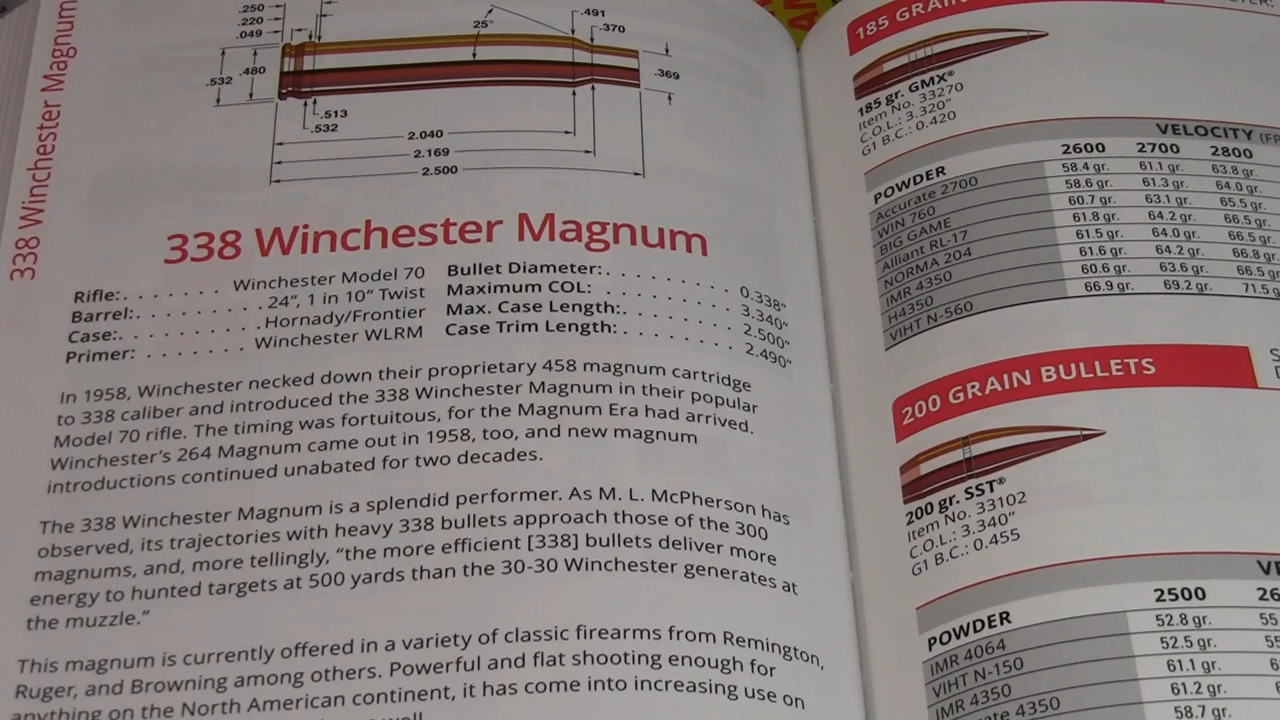 338 Winchester Magnum
.250
.220
.049
25°
.491
.370
.532
.480
.369
.513
.532
2.040
2.169
2.500
338 Winchester Magnum
Rifle:. . . . . . . Winchester Model 70
Barrel:. . . . . . . . . 24”, 1 in 10” Twist
Case:. . . . . . . . . . Hornady/Frontier
Primer: . . . . . . . Winchester WLRM
Bullet Diameter:. . . . . . . . . 0.338”
Maximum COL: . . . . . . . . . . 3.340”
Max. Case Length:. . . . . . . . 2.500”
Case Trim Length:. . . . . . . . 2.490”
In 1958, Winchester necked down their proprietary 458 magnum cartridge
to 338 caliber and introduced the 338 Winchester Magnum in their popular
Model 70 rifle. The timing was fortuitous, for the Magnum Era had arrived.
Winchester’s 264 Magnum came out in 1958, too, and new magnum
introductions continued unabated for two decades.
The 338 Winchester Magnum is a splendid performer. As M. L. McPherson has
observed, its trajectories with heavy 338 bullets approach those of the 300
magnums, and, more tellingly, “the more efficient [338] bullets deliver more
energy to hunted targets at 500 yards than the 30-30 Winchester generates at
the muzzle.”
This magnum is currently offered in a variety of classic firearms from Remington,
Ruger, and Browning among others. Powerful and flat shooting enough for
anything on the North American continent, it has come into increasing use on
185 GRAIN
185 gr. GMX®
Item No. 33270
C.O.L.: 3.320”
G1 B.C.: 0.420
VELOCITY (FP
POWDER 2600 2700 2800
Accurate 2700 58.4 gr. 61.1 gr. 63.8 gr.
WIN 760 58.6 gr. 61.3 gr. 64.0 gr.
BIG GAME 60.7 gr. 63.1 gr. 65.5 gr.
Alliant RL-17 61.8 gr. 64.2 gr. 66.5 gr.
NORMA 204 61.5 gr. 64.0 gr. 66.5 gr.
IMR 4350 61.6 gr. 64.2 gr. 66.8 gr.
H4350 60.6 gr. 63.6 gr. 66.5 g
VIHT N-560 66.9 gr. 69.2 gr. 71.5 g
200 GRAIN BULLETS
200 gr. SST®
Item No. 33102
C.O.L.: 3.340”
G1 B.C.: 0.455
VE
POWDER 2500 26
IMR 4064 52.8 gr. 55
VIHT N-150 52.5 gr. 55
IMR 4350 61.1 gr. 6
4350 61.2 gr. 6
58.7 gr.